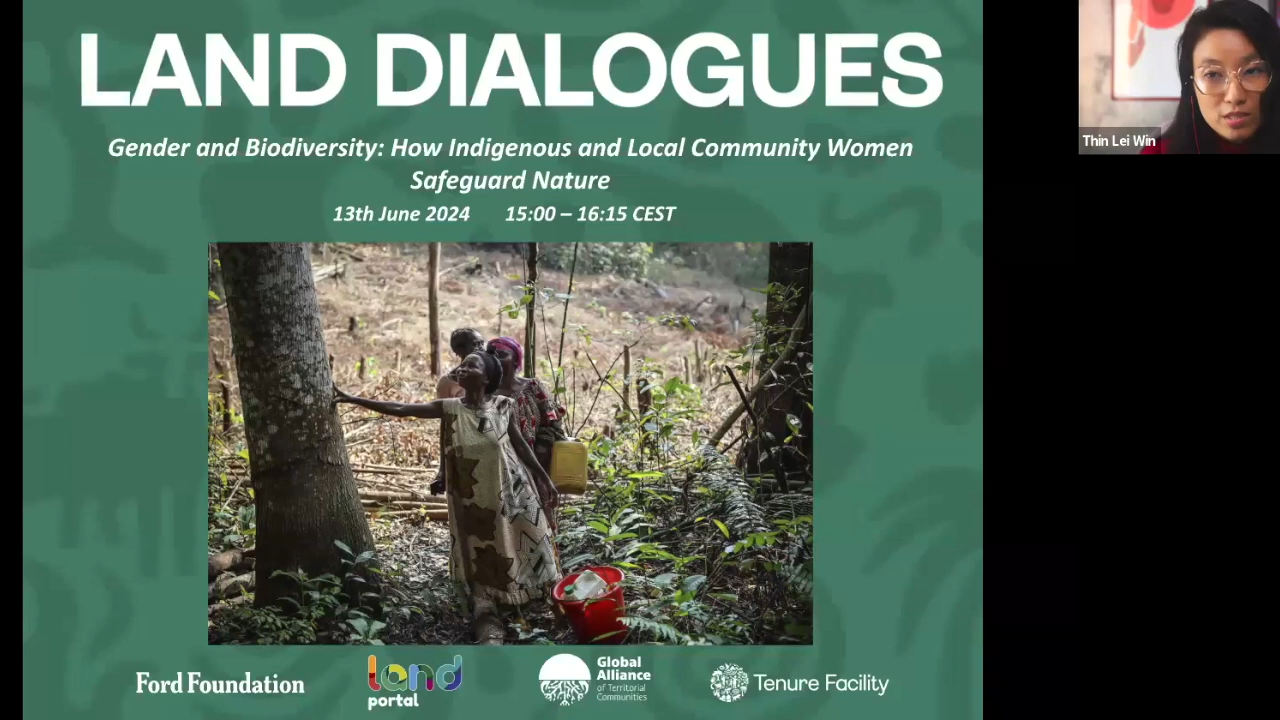 LAND DIALOGUES
Gender and Biodiversity: How Indigenous and Local Community Women
Safeguard Nature
13th June 2024 15:00 – 16:15 CEST
Thin Lei Win
Ford Foundation
land
portal
Global
Alliance
of Territorial
Communities
Tenure Facility